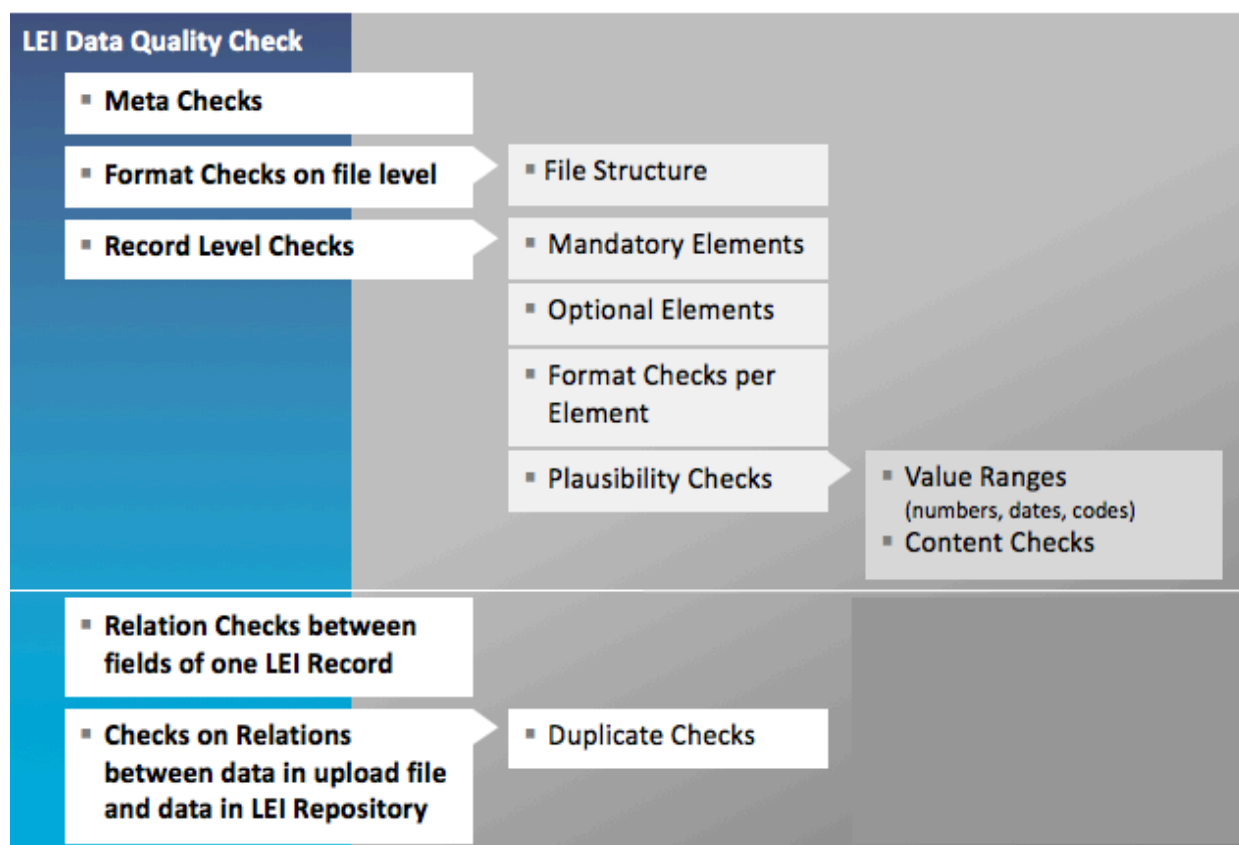 LEI Data Quality Check
▪ Meta Checks
▪ Format Checks on file level
▪ File Structure
▪ Record Level Checks
▪ Mandatory Elements
▪ Optional Elements
▪ Format Checks per
Element
▪ Plausibility Checks
▪ Value Ranges
(numbers, dates, codes)
▪ Content Checks
▪ Relation Checks between
fields of one LEI Record
▪ Checks on Relations
between data in upload file
and data in LEI Repository
▪ Duplicate Checks